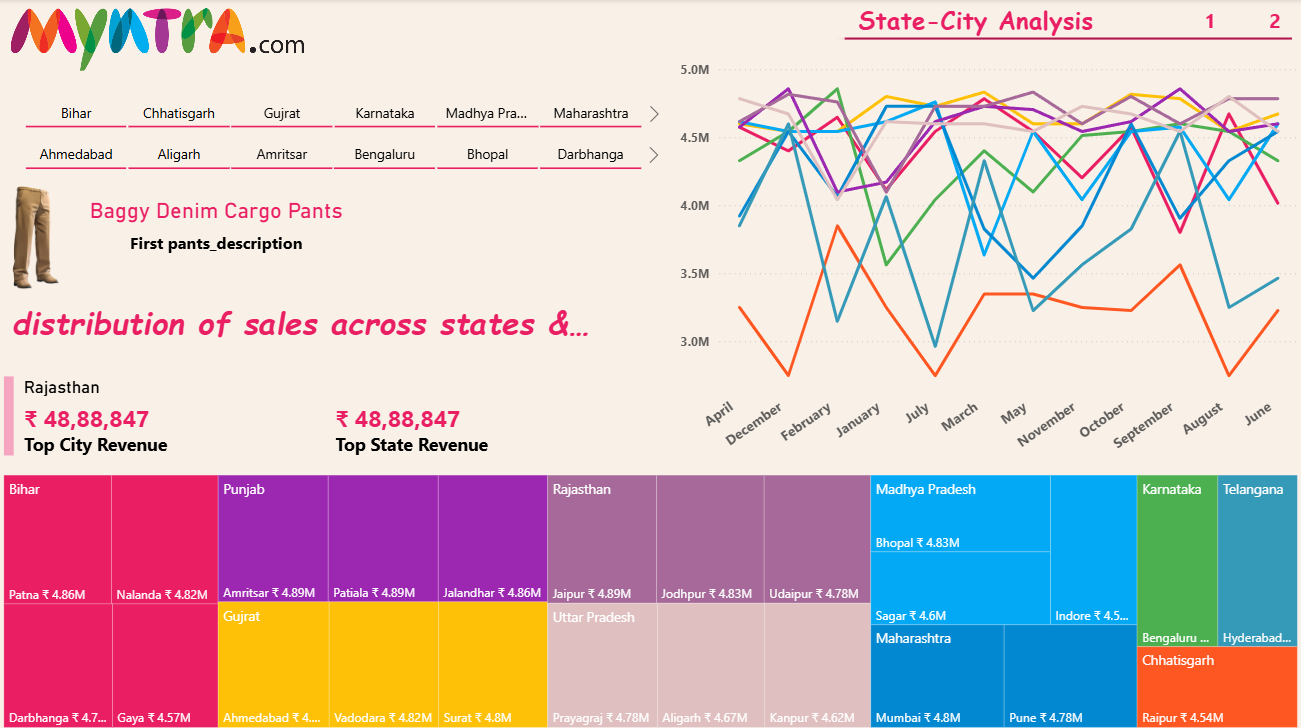 MYMTRA.com
State-City Analysis 1 2
Bihar Chhatisgarh Gujrat Karnataka Madhya Pra... Maharashtra
Ahmedabad Aligarh Amritsar Bengaluru Bhopal Darbhanga
Baggy Denim Cargo Pants
First pants_description
distribution of sales across states &...
Rajasthan
₹ 48,88,847 ₹ 48,88,847
Top City Revenue Top State Revenue
5.0M
4.5M
4.0M
3.5M
3.0M
April December February January July March May November October September August June
Bihar
Patna ₹ 4.86M
Nalanda ₹ 4.82M
Darbhanga ₹ 4.7...
Gaya ₹ 4.57M
Punjab
Amritsar ₹ 4.89M
Patiala ₹ 4.89M
Jalandhar ₹ 4.86M
Gujrat
Ahmedabad ₹ 4....
Vadodara ₹ 4.82M
Surat ₹ 4.8M
Rajasthan
Jaipur ₹ 4.89M
Jodhpur ₹ 4.83M
Udaipur ₹ 4.78M
Uttar Pradesh
Prayagraj ₹ 4.78M
Aligarh ₹ 4.67M
Kanpur ₹ 4.62M
Madhya Pradesh
Bhopal ₹ 4.83M
Sagar ₹ 4.6M
Indore ₹ 4.5...
Maharashtra
Mumbai ₹ 4.8M
Pune ₹ 4.78M
Karnataka
Bengaluru ...
Telangana
Hyderabad...
Chhatisgarh
Raipur ₹ 4.54M